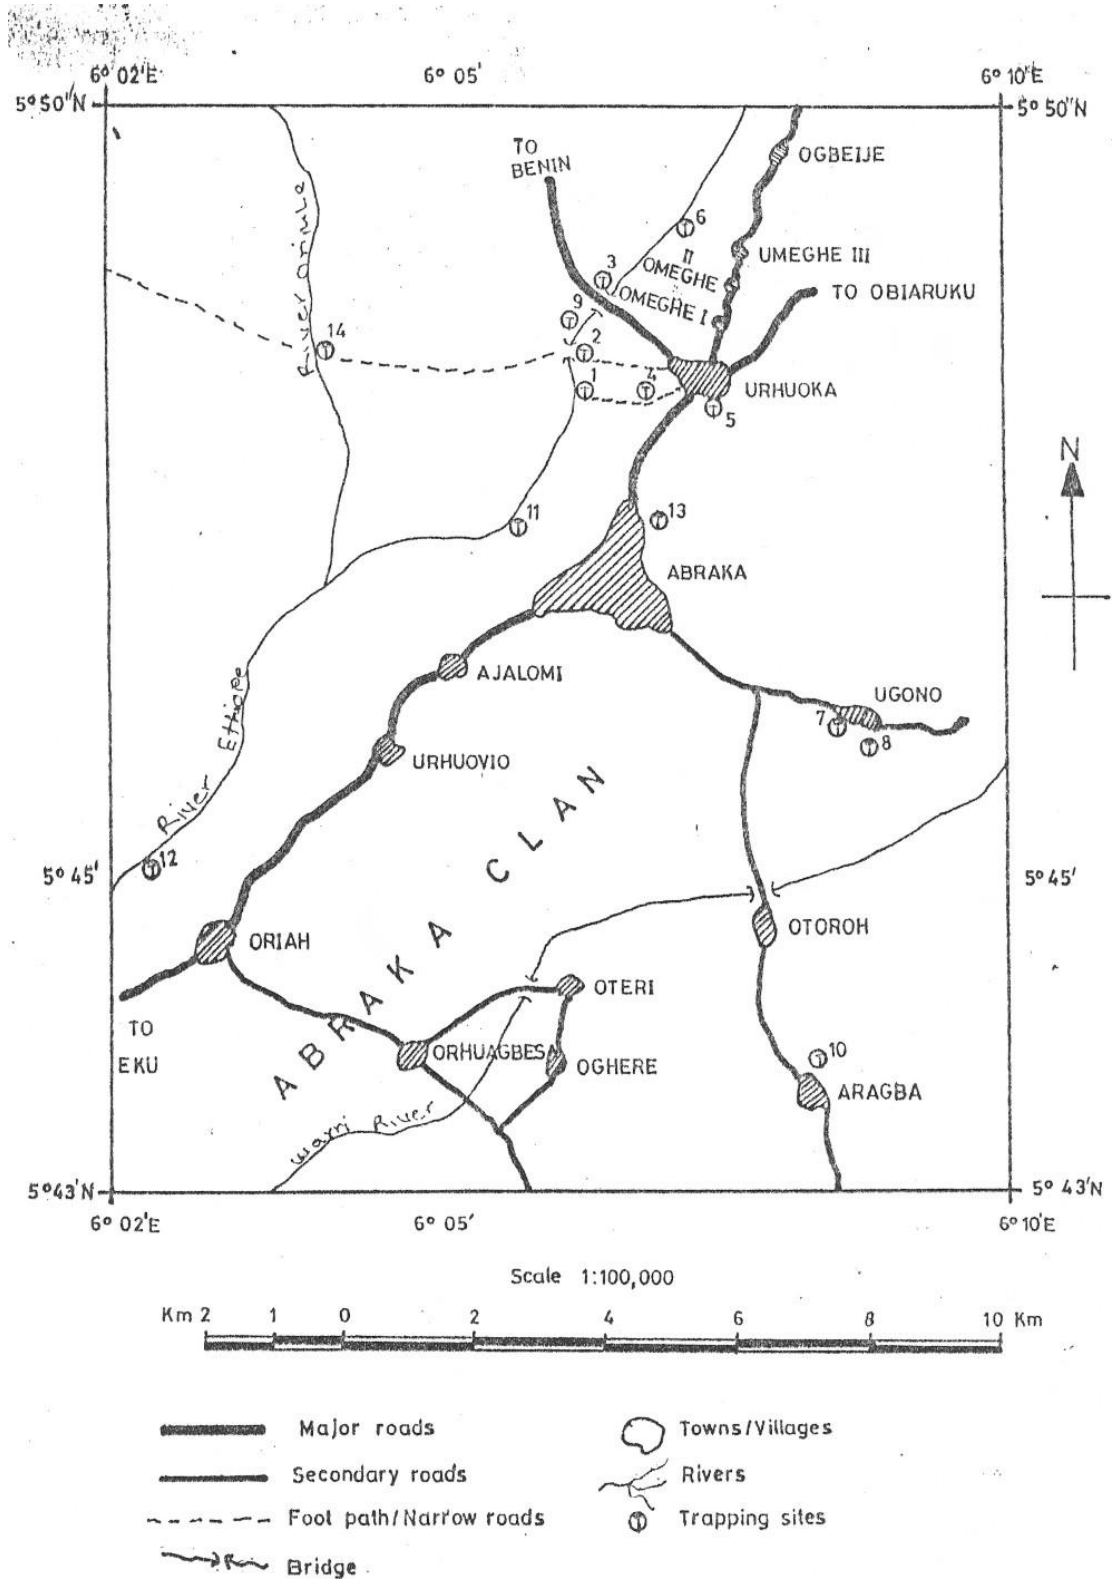 6° 02'E 6° 05' 6° 10'E
5° 50"N 5° 50"N
TO
BENIN
OGBEIJE
6
UMEGHE III
II
OMEGHE
3
OMEGHE I
TO OBIARUKU
9
14
2
1
4
URHUOKA
5
N
11
13
ABRAKA
AJALOMI
UGONO
7
8
River Ethiope
URHUOVIO
ABRAKA CLAN
12
5° 45' 5° 45'
ORIAH
OTOROH
OTERI
TO
EKU
ORHUAGBESA
OGHERE
10
ARAGBA
Warri River
5° 43'N 5° 43'N
6° 02'E 6° 05' 6° 10'E
Scale 1:100,000
Km 2 1 0 2 4 6 8 10 Km
Major roads
Towns/Villages
Secondary roads
Rivers
Foot path/Narrow roads
Trapping sites
Bridge